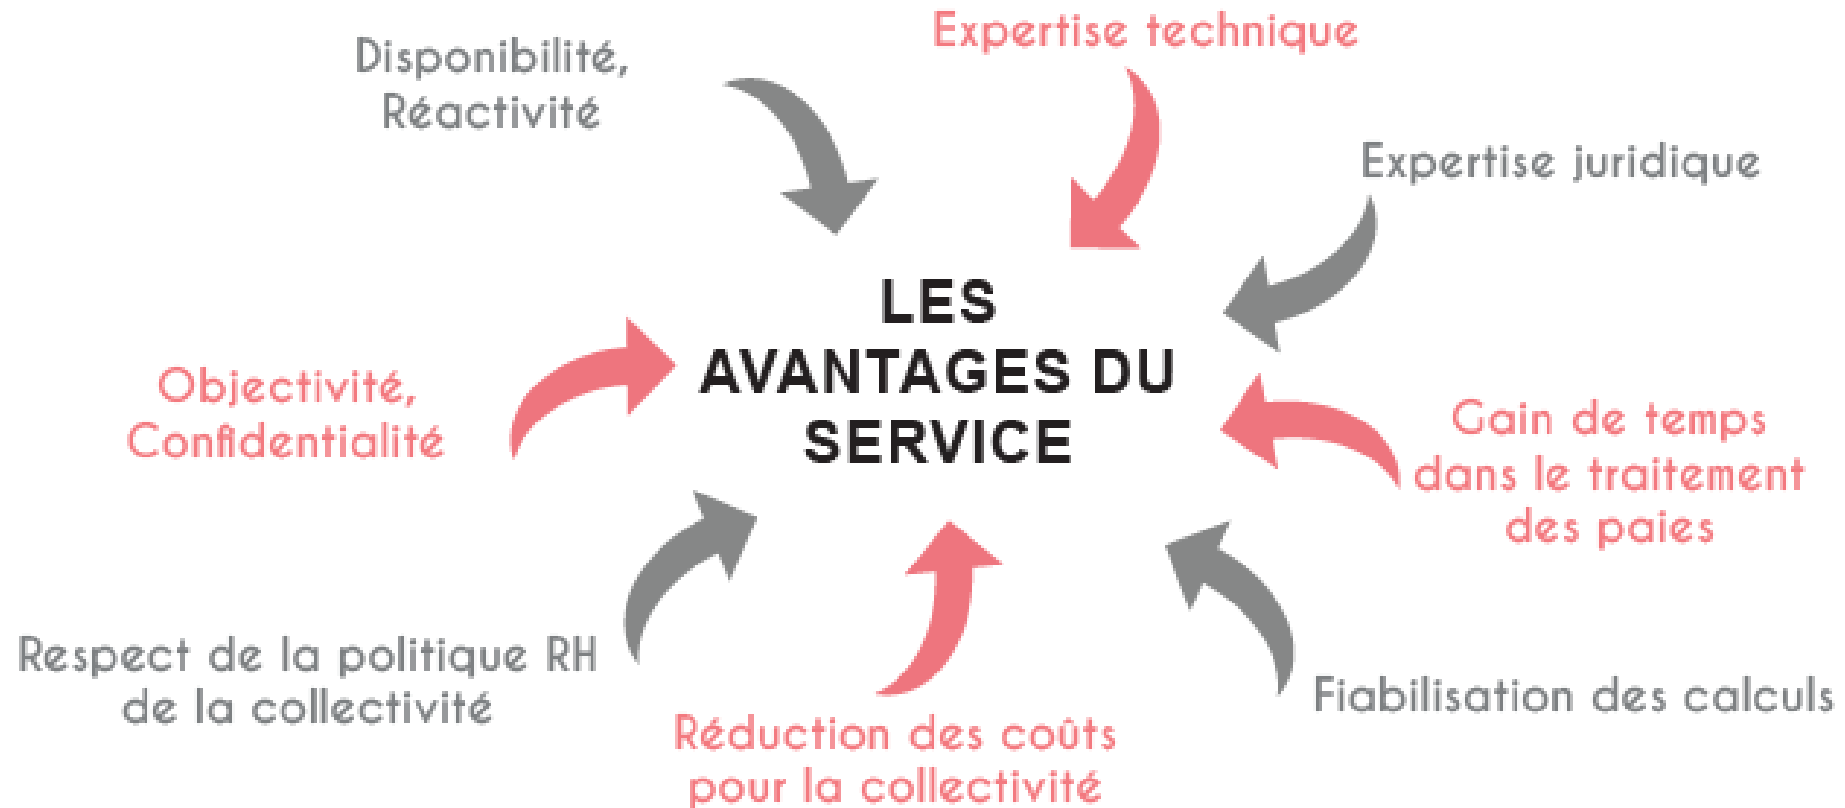 Expertise technique
Disponibilité,
Réactivité
Expertise juridique
LES
AVANTAGES DU
SERVICE
Objectivité,
Confidentialité
Gain de temps
dans le traitement
des paies
Respect de la politique RH
de la collectivité
Fiabilisation des calculs
Réduction des coûts
pour la collectivité